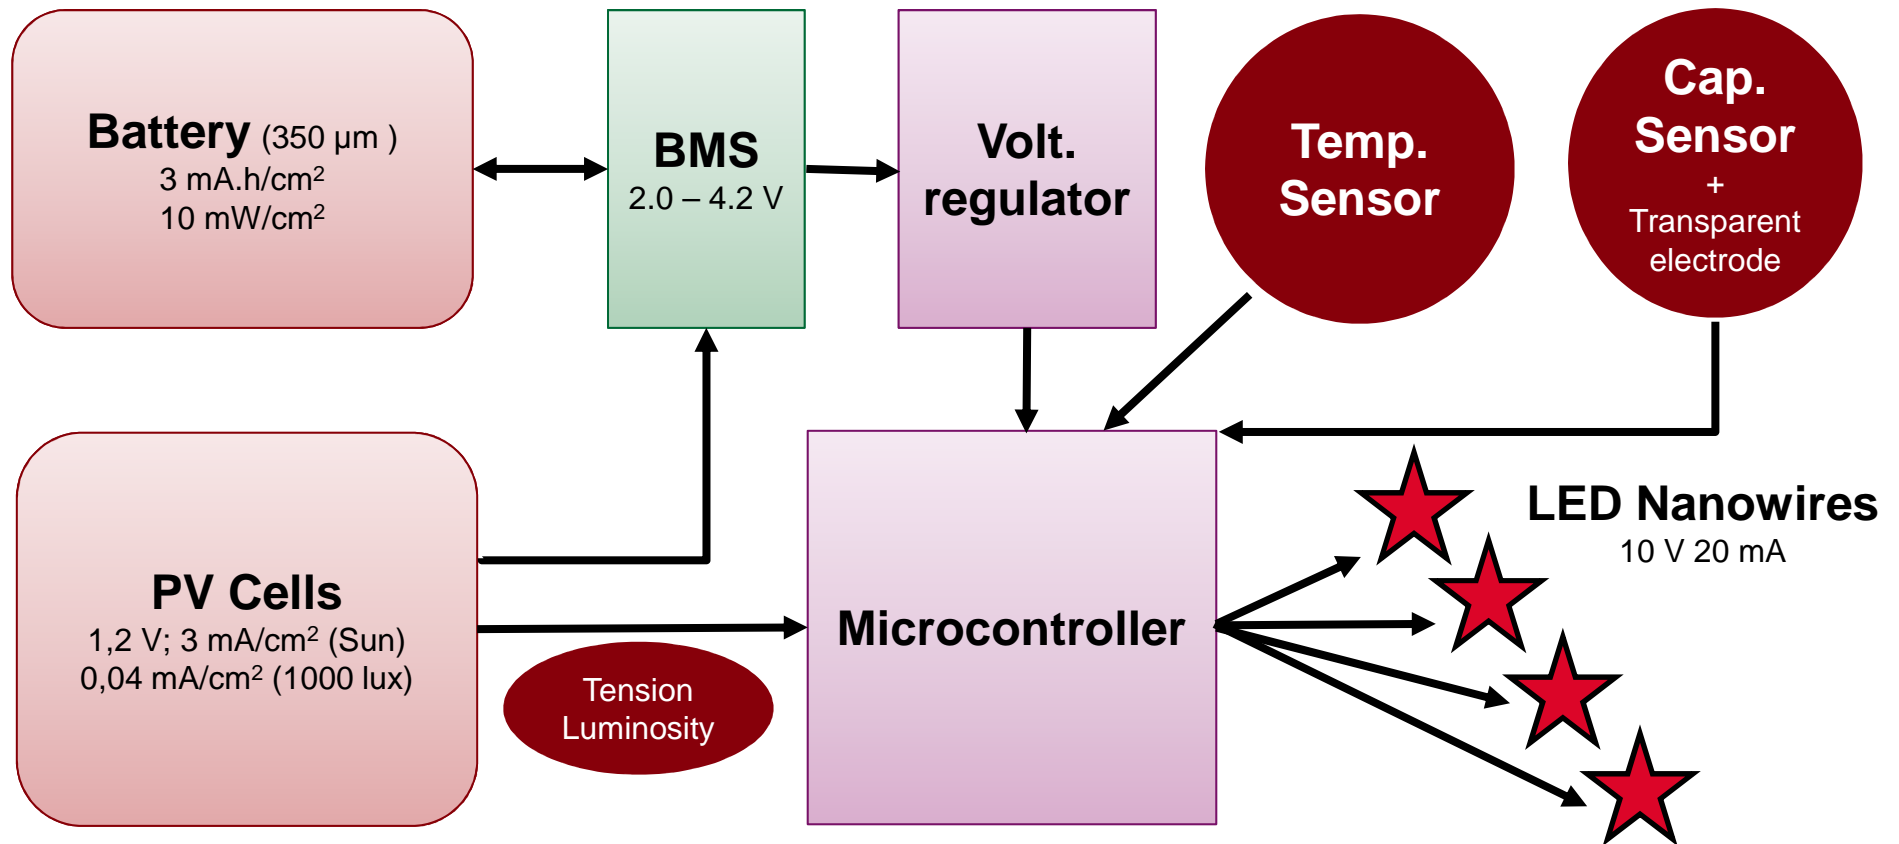 Battery (350 µm )
3 mA.h/cm²
10 mW/cm²
BMS
2.0 – 4.2 V
Volt.
regulator
Temp.
Sensor
Cap.
Sensor
+
Transparent
electrode
PV Cells
1,2 V; 3 mA/cm² (Sun)
0,04 mA/cm² (1000 lux)
Tension
Luminosity
Microcontroller
LED Nanowires
10 V 20 mA